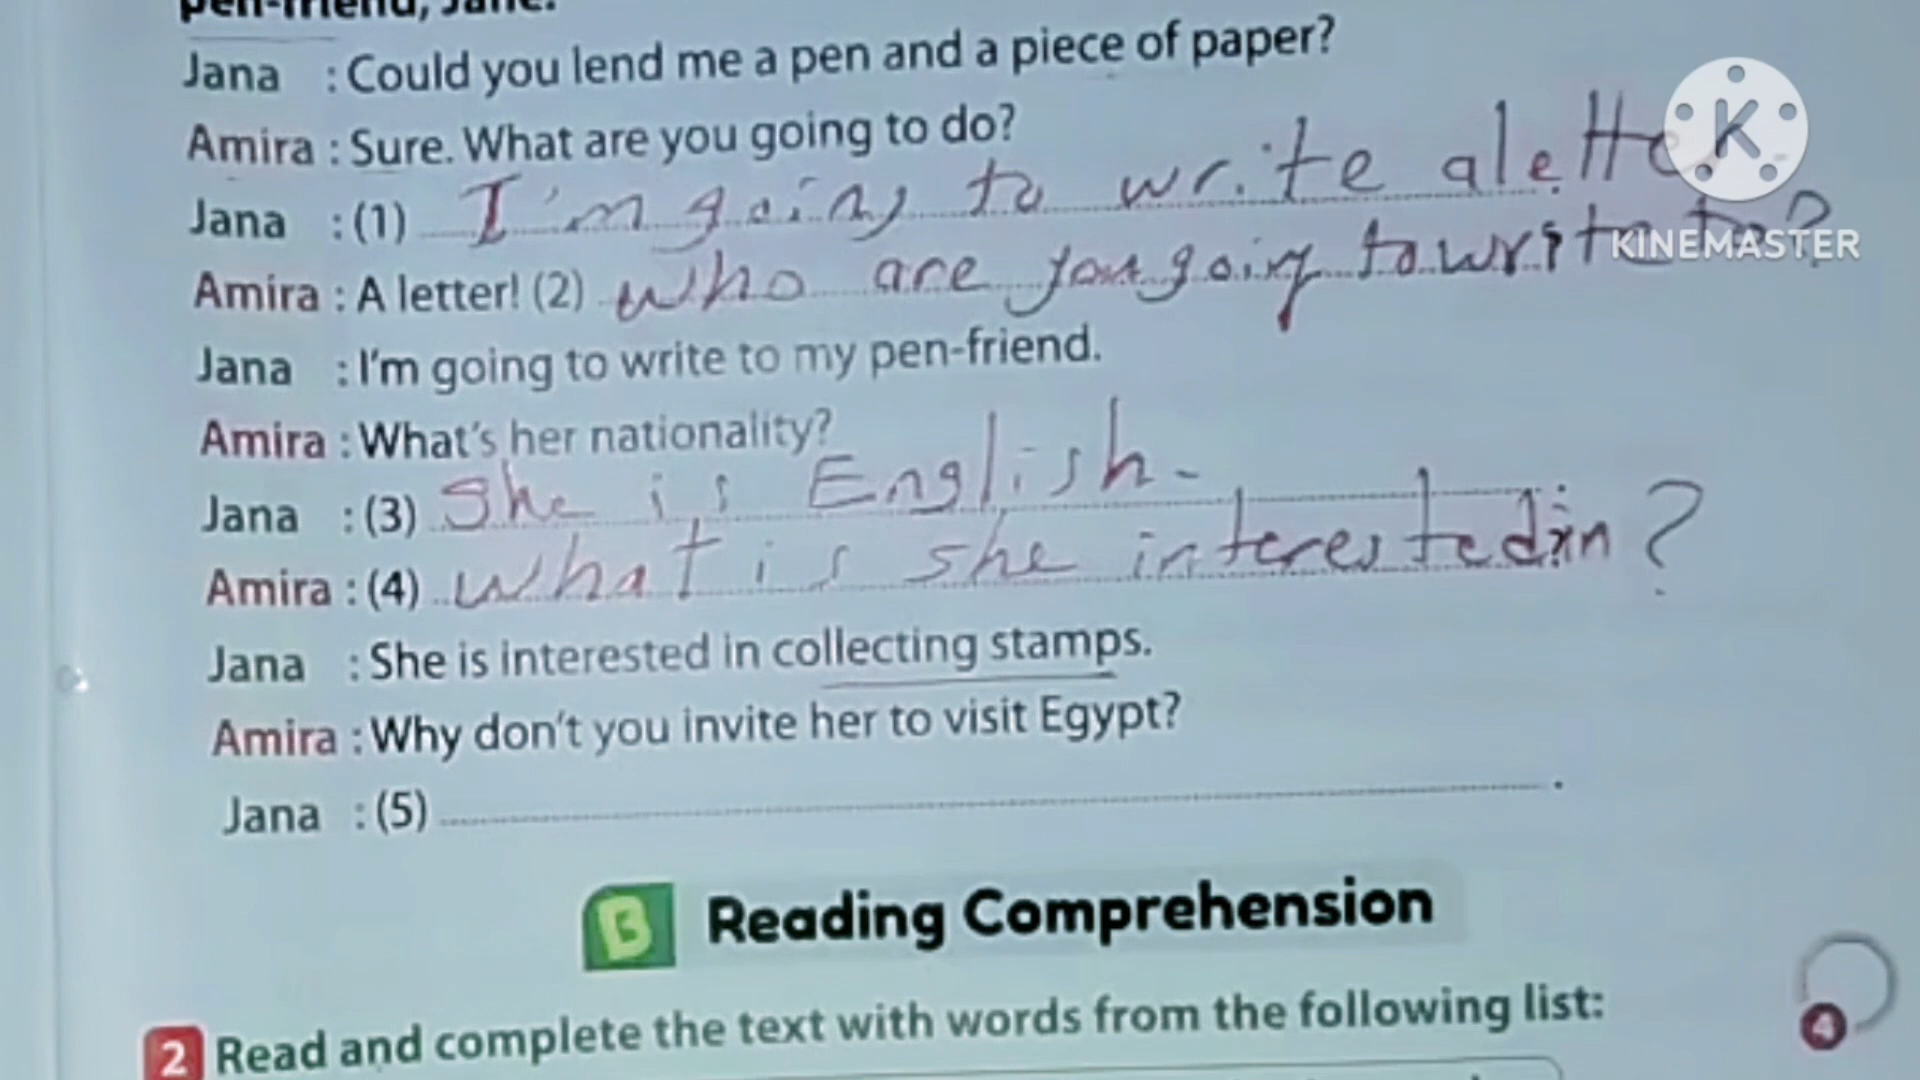 pen-friend, Jane.
Jana : Could you lend me a pen and a piece of paper?
Amira : Sure. What are you going to do?
Jana : (1) I'm going to write a letter
Amira : A letter! (2) who are you going to write to?
Jana : I'm going to write to my pen-friend.
Amira : What's her nationality?
Jana : (3) She is English.
Amira : (4) what is she interested in ?
Jana : She is interested in collecting stamps.
Amira : Why don't you invite her to visit Egypt?
Jana : (5) .
B Reading Comprehension
2 Read and complete the text with words from the following list:
4
K
KINEMASTER